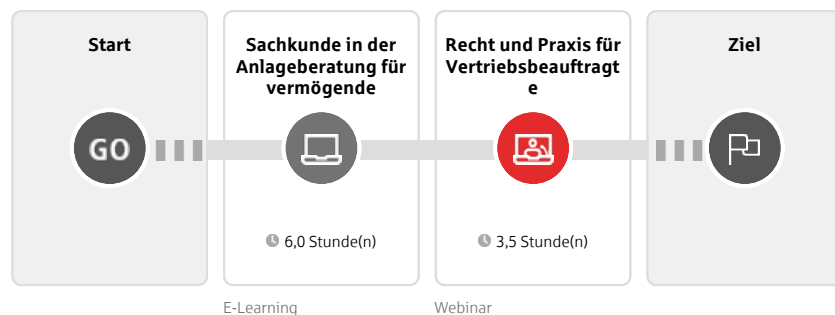 Start
GO
Sachkunde in der
Anlageberatung für
vermögende
6,0 Stunde(n)
E-Learning
Recht und Praxis für
Vertriebsbeauftragt
e
3,5 Stunde(n)
Webinar
Ziel